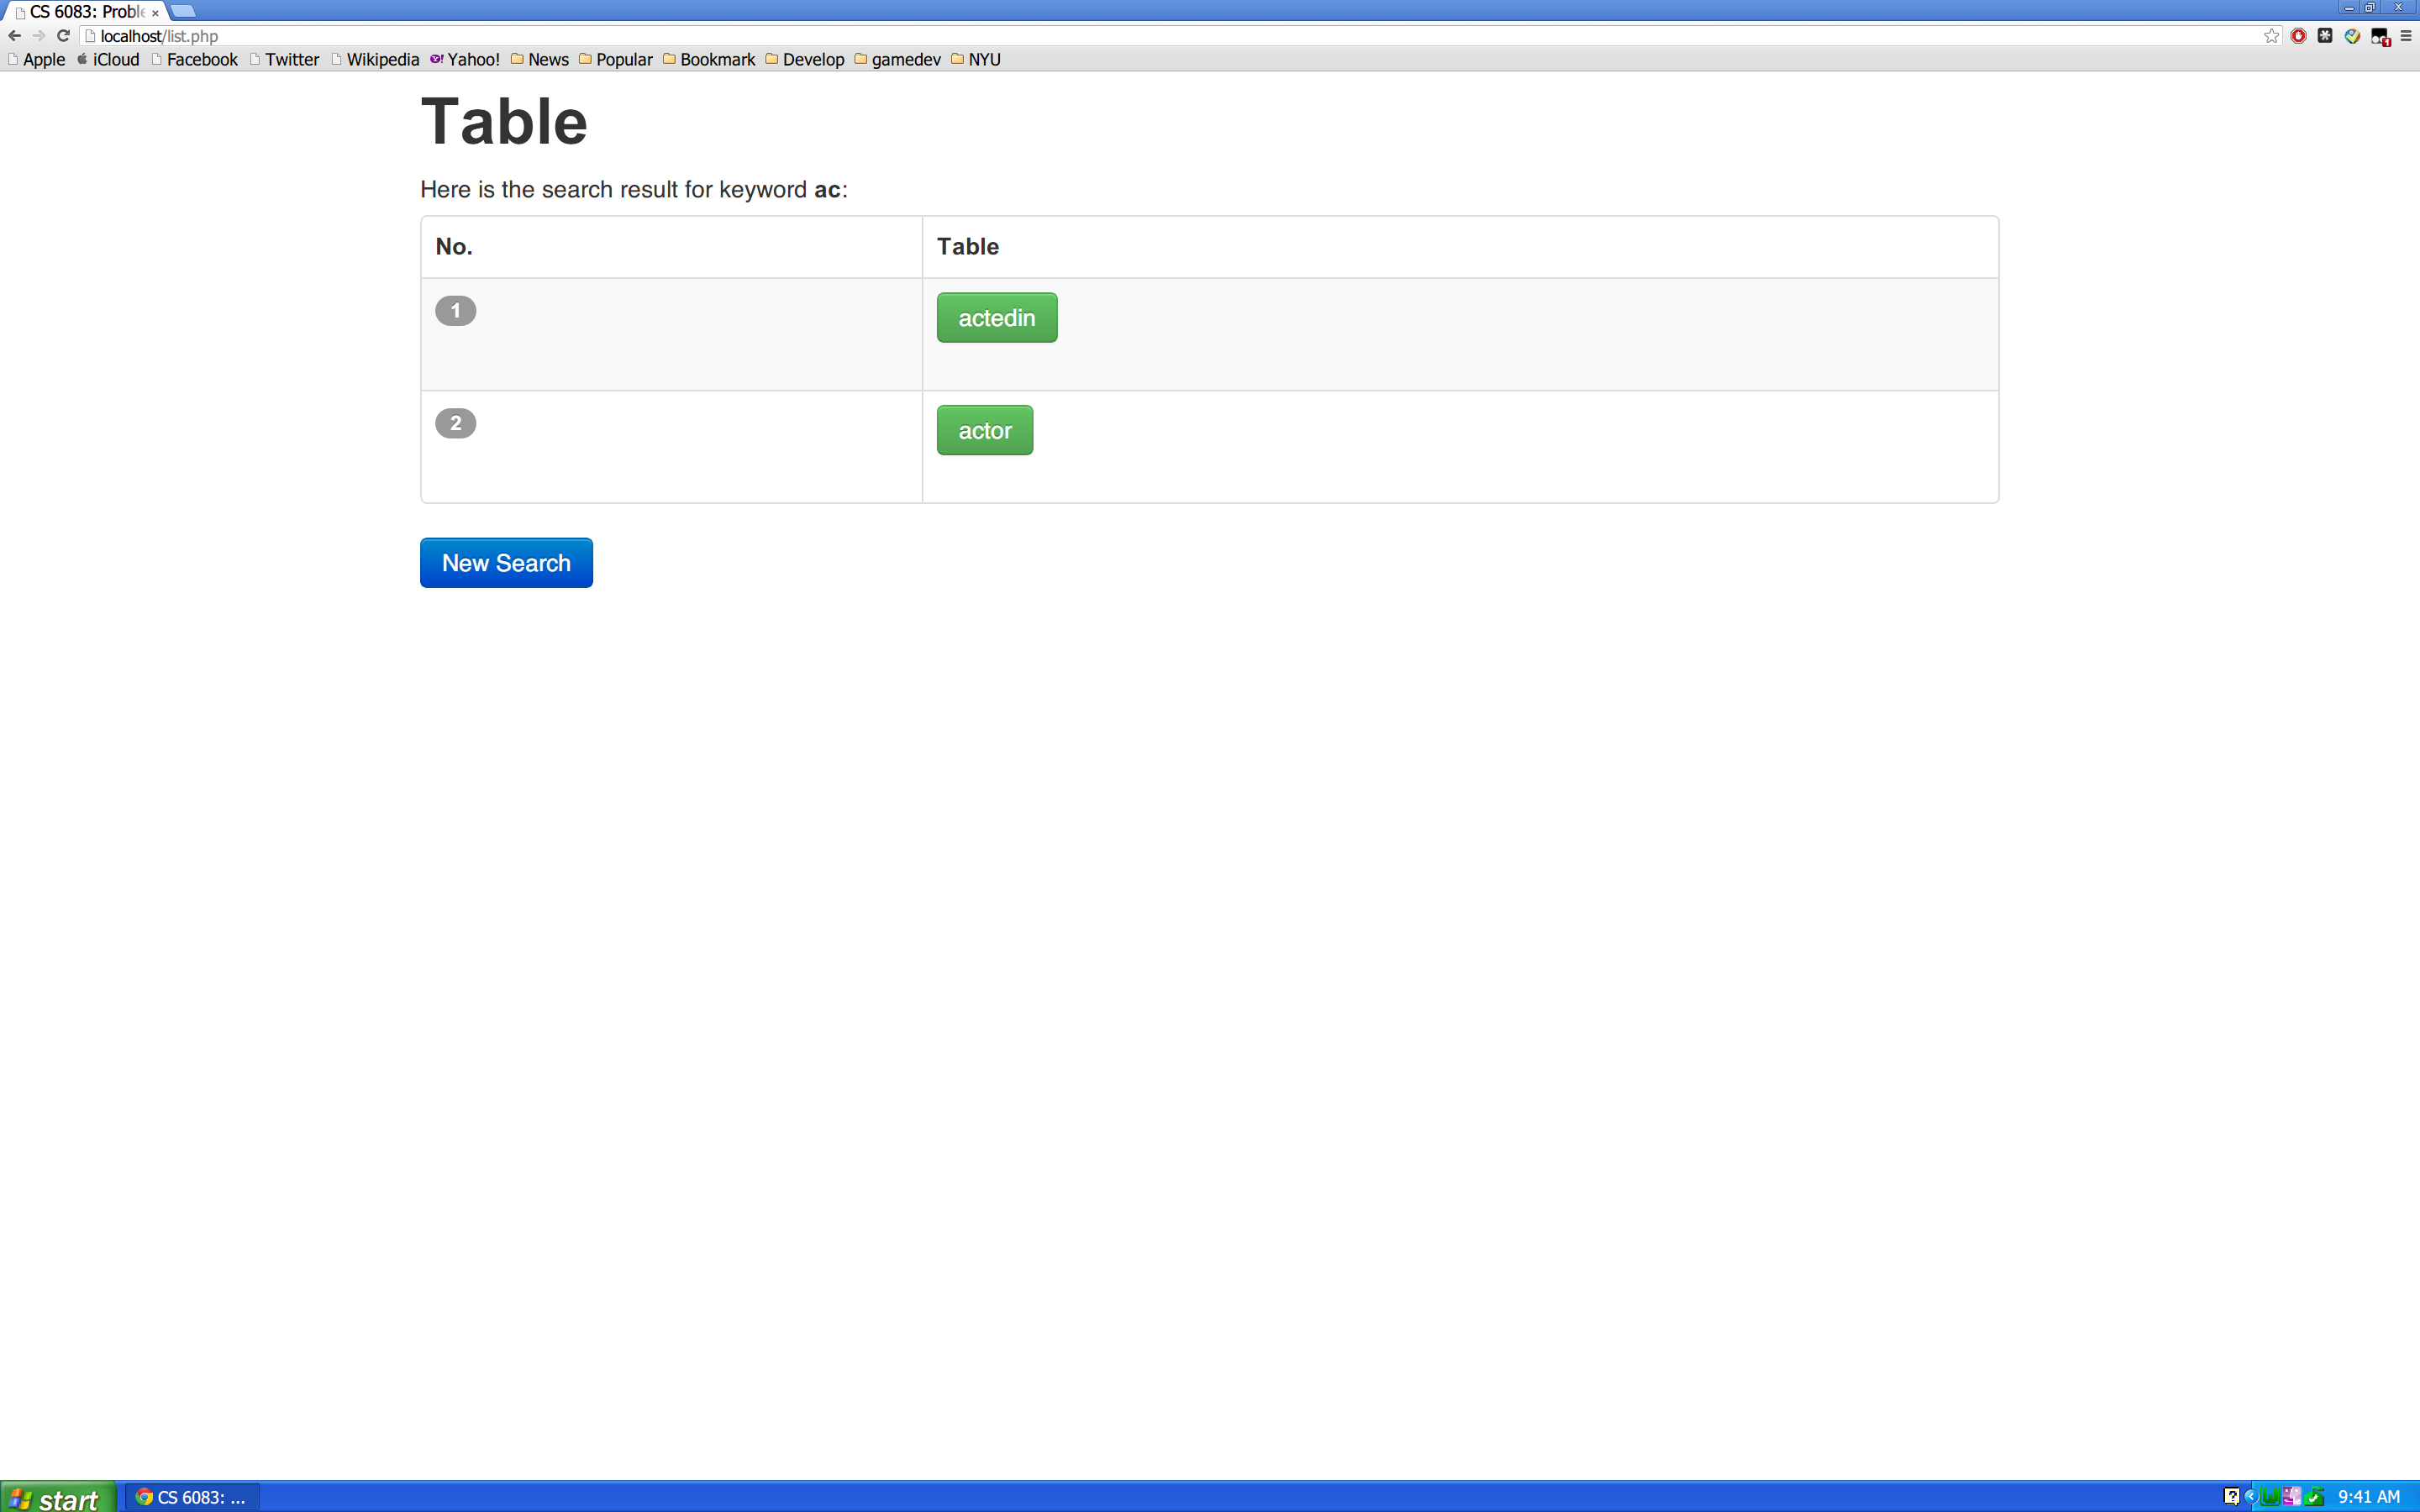 CS 6083: Proble
localhost/list.php
Apple iCloud Facebook Twitter Wikipedia Yahoo! News Popular Bookmark Develop gamedev NYU
Table
Here is the search result for keyword ac:
No. Table
1 actedin
2 actor
New Search
start CS 6083: ... 9:41 AM